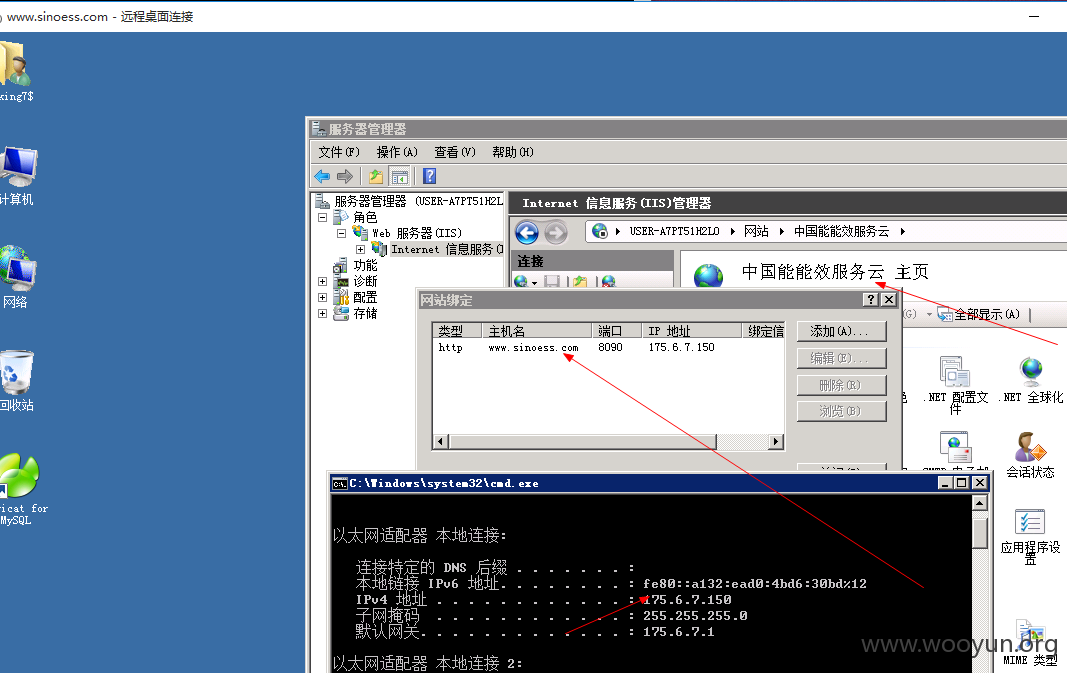 www.sinoess.com - 远程桌面连接
king7$
计算机
网络
回收站
MySQL
服务器管理器
文件(F) 操作(A) 查看(V) 帮助(H)
服务器管理器 (USER-A7PT51H2L
角色
Web 服务器(IIS)
Internet 信息服务(I
功能
诊断
配置
存储
Internet 信息服务(IIS)管理器
USER-A7PT51H2L0 网站 中国能能效服务云
连接
中国能能效服务云 主页
(G) 全部显示(A)
网站绑定
类型 主机名 端口 IP 地址 绑定信
http www.sinoess.com 8090 175.6.7.150
添加(A)...
编辑(E)...
删除(R)
浏览(B)
.NET 配置文件
.NET 全球化
会话状态
应用程序设置
MIME 类型
C:\Windows\system32\cmd.exe
以太网适配器 本地连接:
连接特定的 DNS 后缀 . . . . . . . :
本地链接 IPv6 地址. . . . . . . . : fe80::a132:ead0:4bd6:30bd%12
IPv4 地址 . . . . . . . . . . . . : 175.6.7.150
子网掩码 . . . . . . . . . . . . : 255.255.255.0
默认网关. . . . . . . . . . . . . : 175.6.7.1
以太网适配器 本地连接 2:
www.wooyun.org